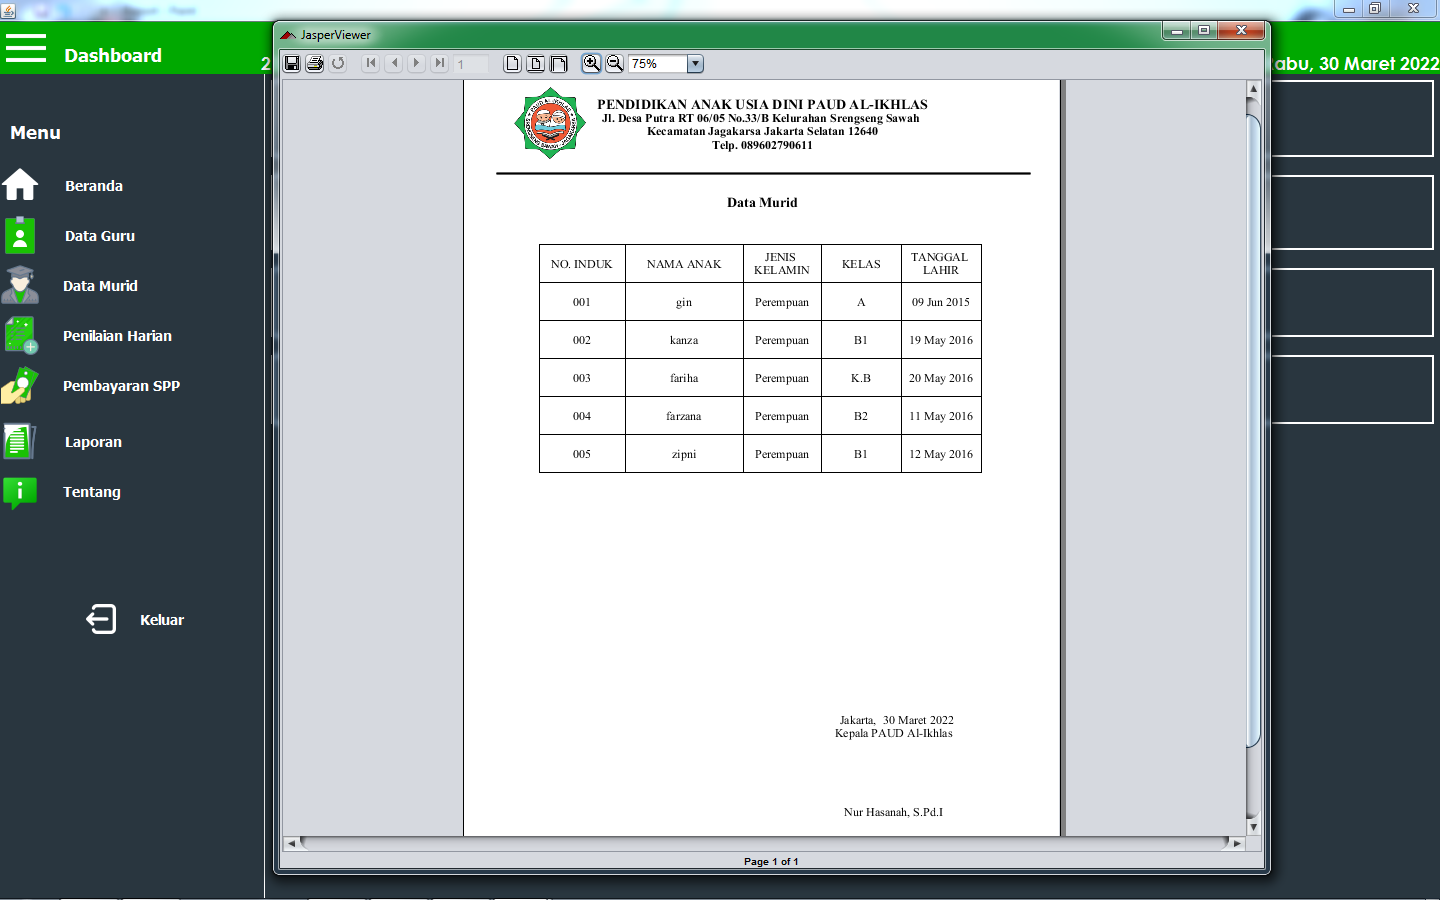 JasperViewer
Dashboard
2
abu, 30 Maret 2022
1
75%
Menu
Beranda
Data Guru
Data Murid
Penilaian Harian
Pembayaran SPP
Laporan
Tentang
Keluar
PAUD AL-IKHLAS
PENDIDIKAN ANAK USIA DINI PAUD AL-IKHLAS
Jl. Desa Putra RT 06/05 No.33/B Kelurahan Srengseng Sawah
Kecamatan Jagakarsa Jakarta Selatan 12640
Telp. 089602790611
Data Murid
NO. INDUK NAMA ANAK JENIS KELAMIN KELAS TANGGAL LAHIR
001 gin Perempuan A 09 Jun 2015
002 kanza Perempuan B1 19 May 2016
003 fariha Perempuan K.B 20 May 2016
004 farzana Perempuan B2 11 May 2016
005 zipni Perempuan B1 12 May 2016
Jakarta, 30 Maret 2022
Kepala PAUD Al-Ikhlas
Nur Hasanah, S.Pd.I
Page 1 of 1